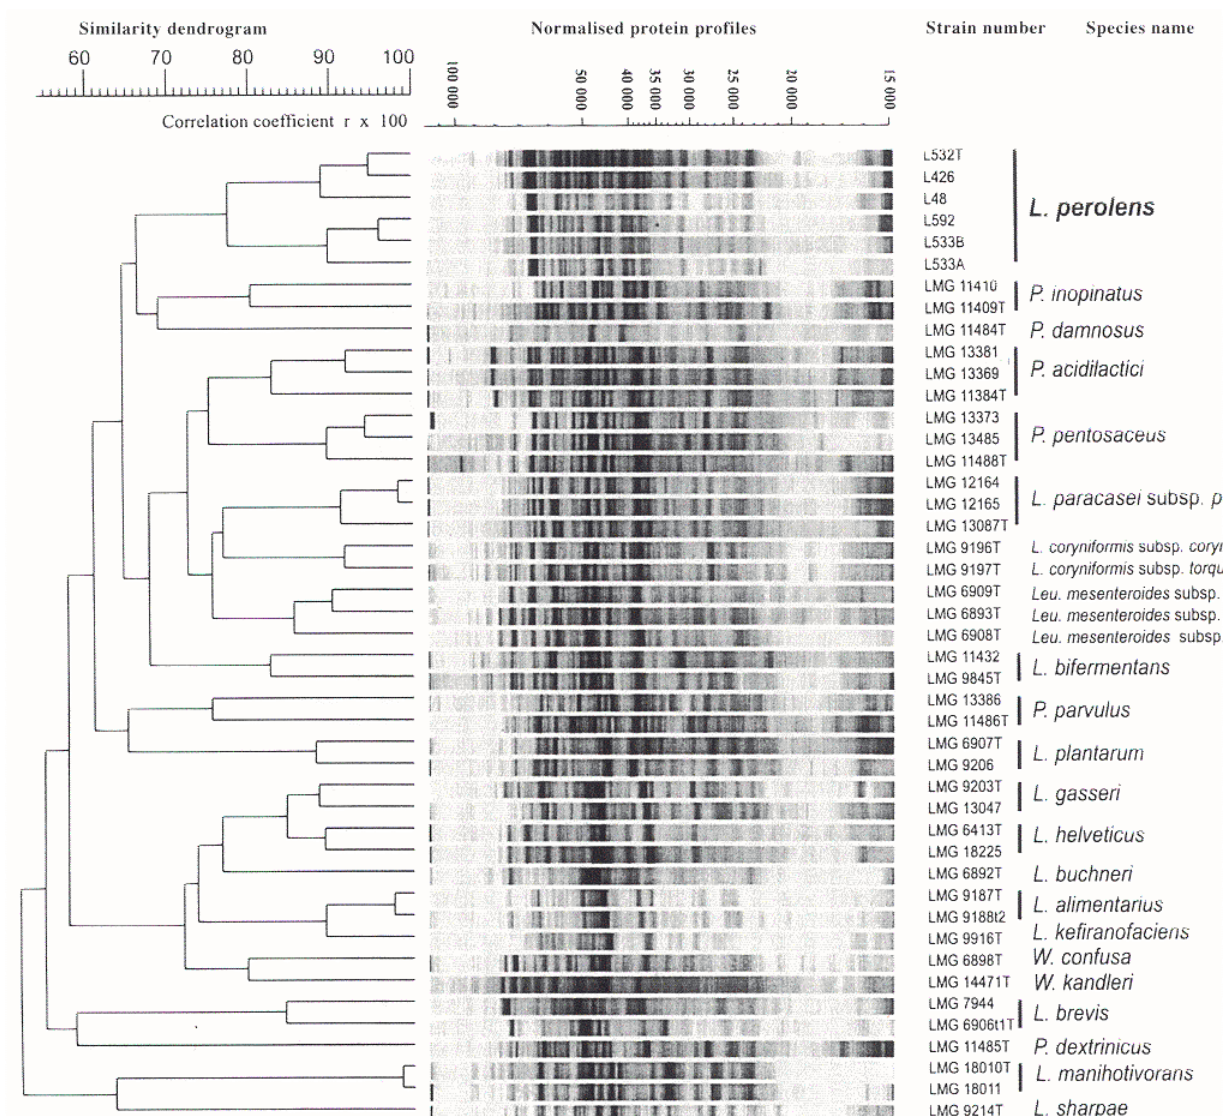 Similarity dendrogram Normalised protein profiles Strain number Species name
60 70 80 90 100
100 000 50 000 40 000 35 000 30 000 25 000 20 000 15 000
Correlation coefficient r x 100
L532T
L426
L48
L. perolens
L592
L533B
L533A
LMG 11410
P. inopinatus
LMG 11409T
LMG 11484T P. damnosus
LMG 13381
P. acidilactici
LMG 13369
LMG 11384T
LMG 13373
P. pentosaceus
LMG 13485
LMG 11488T
LMG 12164
L. paracasei subsp. p
LMG 12165
LMG 13087T
LMG 9196T L. coryniformis subsp. coryn
LMG 9197T L. coryniformis subsp. torqu
LMG 6909T Leu. mesenteroides subsp.
LMG 6893T Leu. mesenteroides subsp.
LMG 6908T Leu. mesenteroides subsp.
LMG 11432
L. bifermentans
LMG 9845T
LMG 13386
P. parvulus
LMG 11486T
LMG 6907T
L. plantarum
LMG 9206
LMG 9203T
L. gasseri
LMG 13047
LMG 6413T
L. helveticus
LMG 18225
LMG 6892T L. buchneri
LMG 9187T
L. alimentarius
LMG 9188t2
LMG 9916T L. kefiranofaciens
LMG 6898T W. confusa
LMG 14471T W. kandleri
LMG 7944
L. brevis
LMG 6906t1T
LMG 11485T P. dextrinicus
LMG 18010T
L. manihotivorans
LMG 18011
LMG 9214T L. sharpae